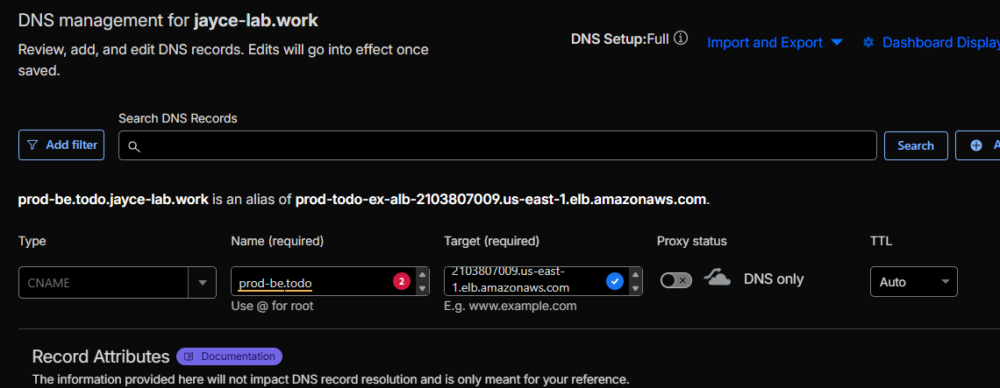 DNS management for jayce-lab.work
Review, add, and edit DNS records. Edits will go into effect once
saved.
DNS Setup:Full
Import and Export
Dashboard Display
Search DNS Records
Add filter
Search
A
prod-be.todo.jayce-lab.work is an alias of prod-todo-ex-alb-2103807009.us-east-1.elb.amazonaws.com.
Type
Name (required)
Target (required)
Proxy status
TTL
CNAME
prod-be.todo
2
2103807009.us-east-
1.elb.amazonaws.com
DNS only
Auto
Use @ for root
E.g. www.example.com
Record Attributes
Documentation
The information provided here will not impact DNS record resolution and is only meant for your reference.